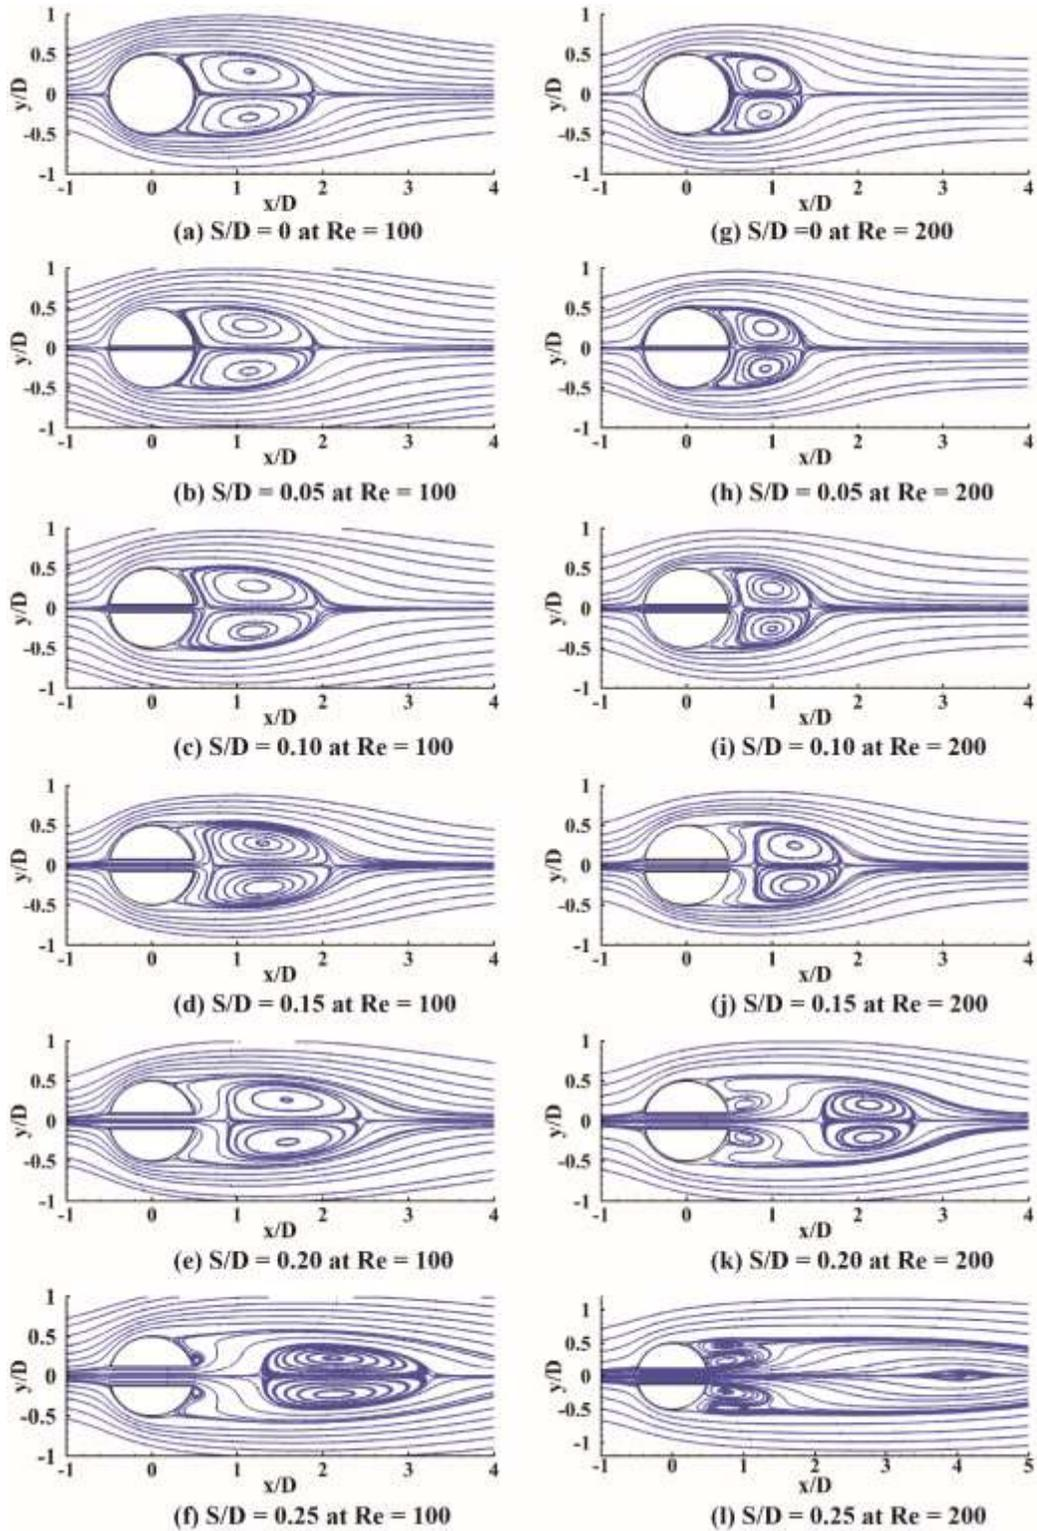 1
0.5
y/D
0
-0.5
-1
-1 0 1 2 3 4
x/D
(a) S/D = 0 at Re = 100
1
0.5
y/D
0
-0.5
-1
-1 0 1 2 3 4
x/D
(g) S/D =0 at Re = 200
1
0.5
y/D
0
-0.5
-1
-1 0 1 2 3 4
x/D
(b) S/D = 0.05 at Re = 100
1
0.5
y/D
0
-0.5
-1
-1 0 1 2 3 4
x/D
(h) S/D = 0.05 at Re = 200
1
0.5
y/D
0
-0.5
-1
-1 0 1 2 3 4
x/D
(c) S/D = 0.10 at Re = 100
1
0.5
y/D
0
-0.5
-1
-1 0 1 2 3 4
x/D
(i) S/D = 0.10 at Re = 200
1
0.5
y/D
0
-0.5
-1
-1 0 1 2 3 4
x/D
(d) S/D = 0.15 at Re = 100
1
0.5
y/D
0
-0.5
-1
-1 0 1 2 3 4
x/D
(j) S/D = 0.15 at Re = 200
1
0.5
y/D
0
-0.5
-1
-1 0 1 2 3 4
x/D
(e) S/D = 0.20 at Re = 100
1
0.5
y/D
0
-0.5
-1
-1 0 1 2 3 4
x/D
(k) S/D = 0.20 at Re = 200
1
0.5
y/D
0
-0.5
-1
-1 0 1 2 3 4
x/D
(f) S/D = 0.25 at Re = 100
1
0.5
y/D
0
-0.5
-1
-1 0 1 2 3 4 5
x/D
(l) S/D = 0.25 at Re = 200